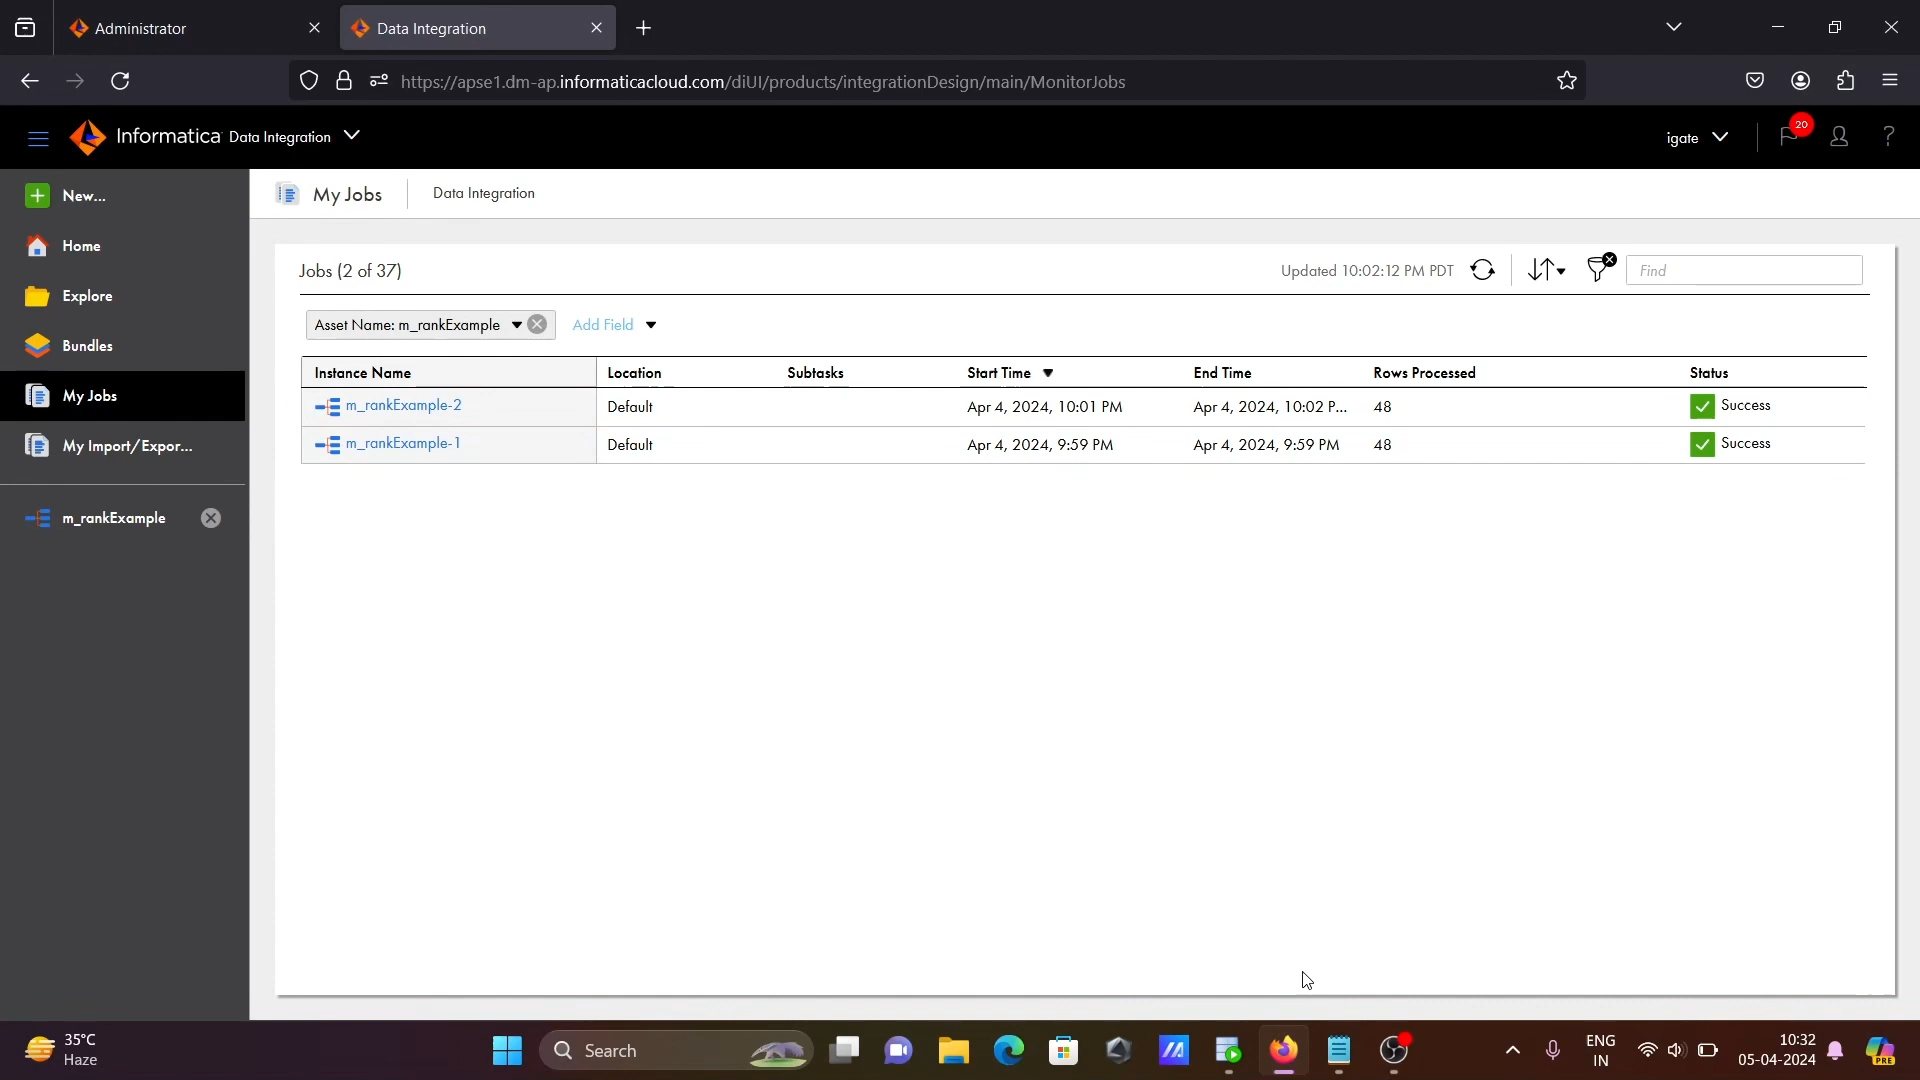 Administrator
Data Integration
https://apse1.dm-ap.informaticacloud.com/diUI/products/integrationDesign/main/MonitorJobs
Informatica Data Integration
igate
20
New...
Home
Explore
Bundles
My Jobs
My Import/Expor...
m_rankExample
My Jobs
Data Integration
Jobs (2 of 37)
Updated 10:02:12 PM PDT
Find
Asset Name: m_rankExample
Add Field
Instance Name Location Subtasks Start Time End Time Rows Processed Status
m_rankExample-2 Default Apr 4, 2024, 10:01 PM Apr 4, 2024, 10:02 P... 48 Success
m_rankExample-1 Default Apr 4, 2024, 9:59 PM Apr 4, 2024, 9:59 PM 48 Success
35°C
Haze
Search
ENG
IN
10:32
05-04-2024
PRE